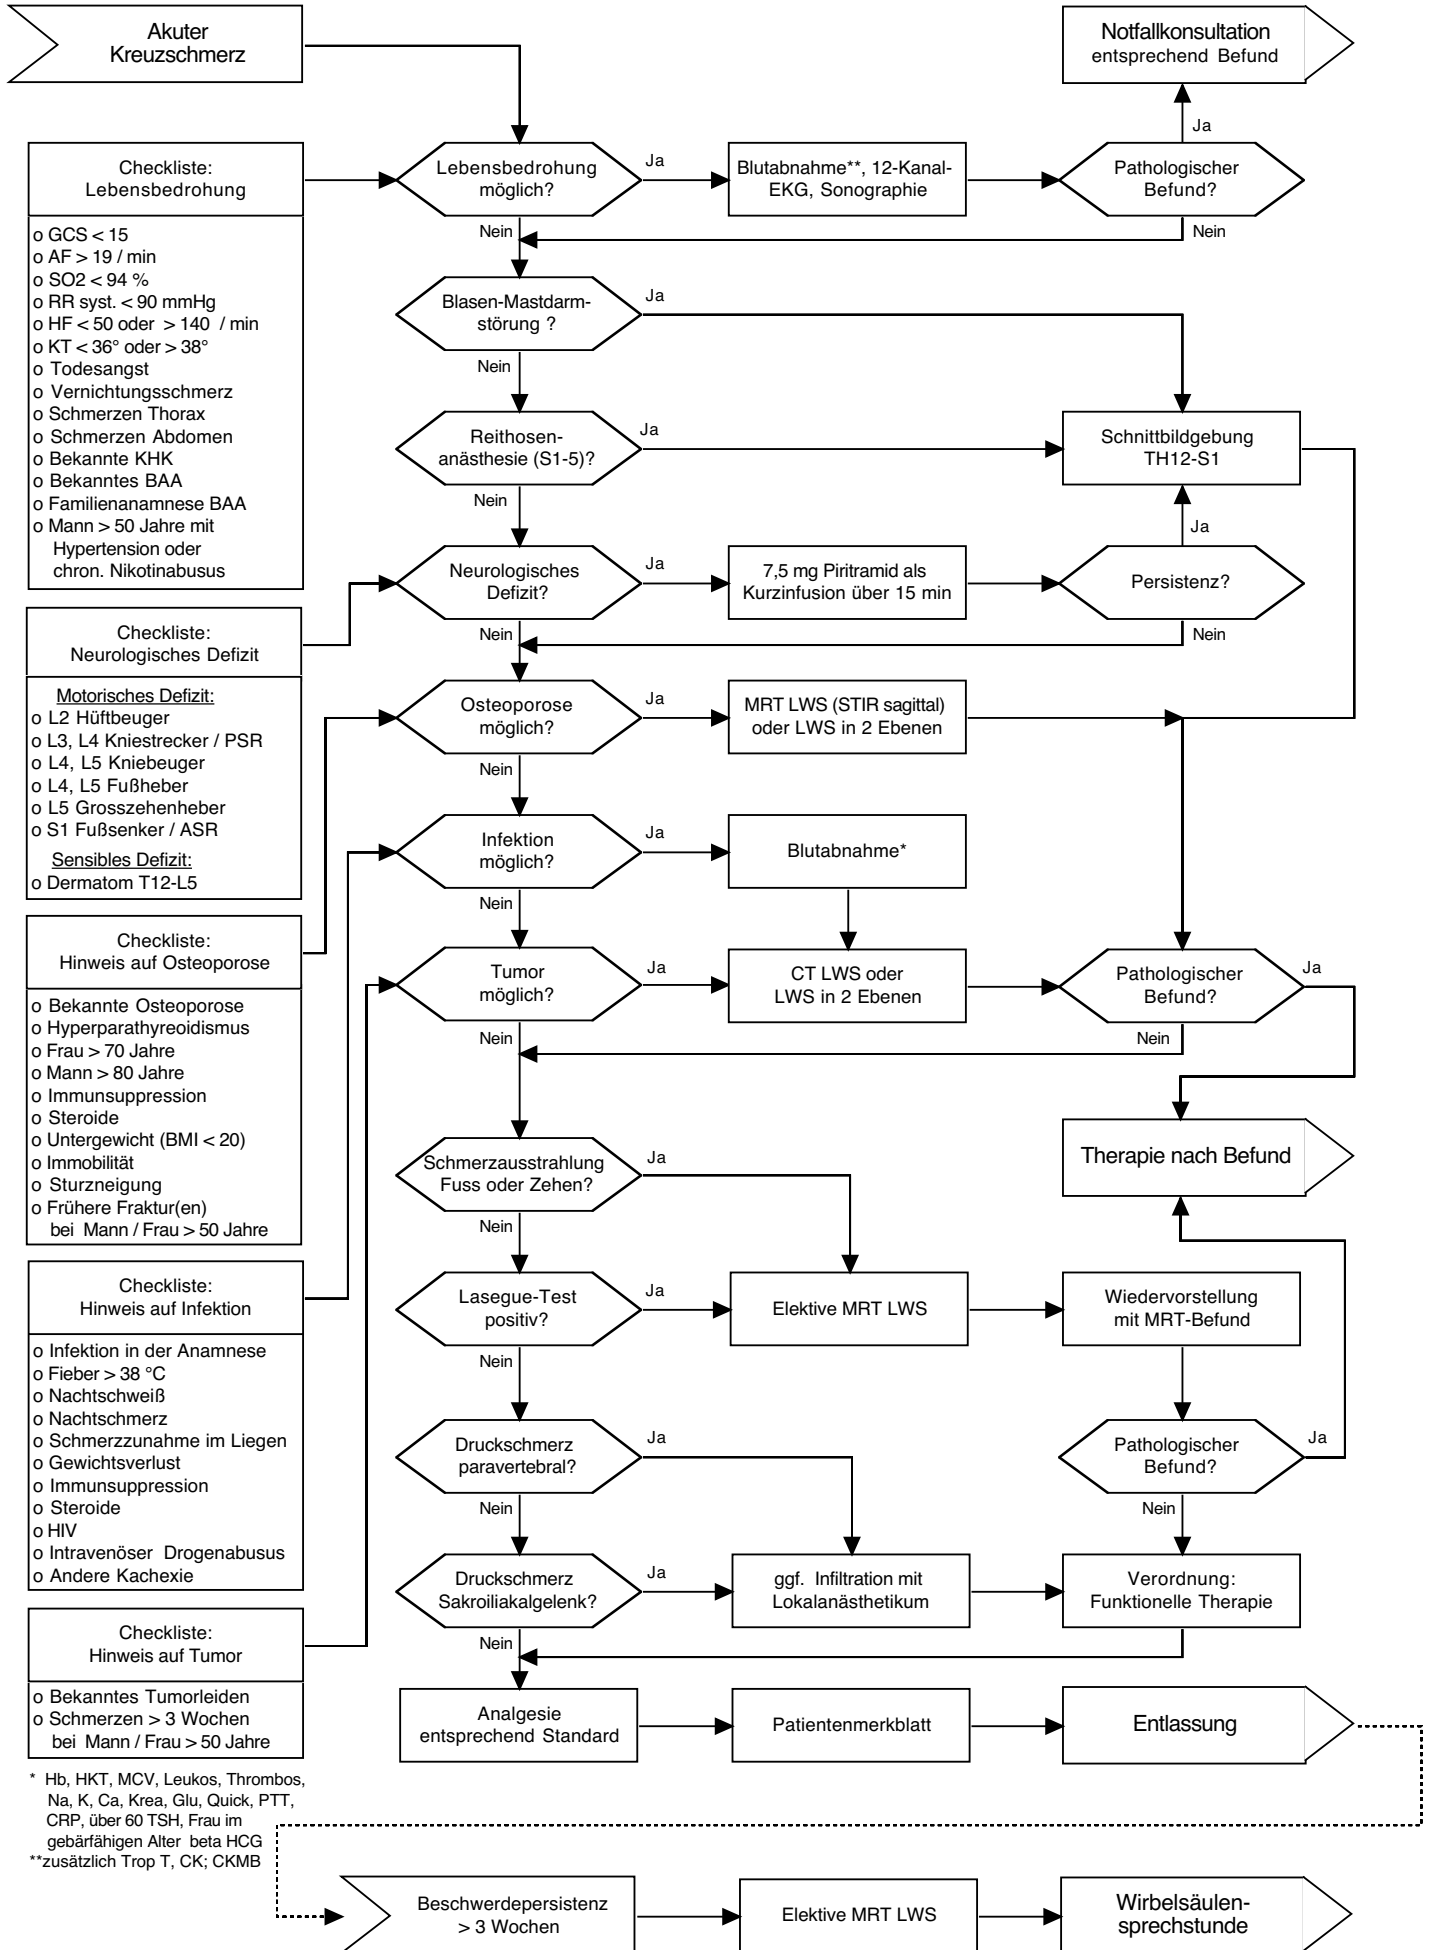 Akuter
Kreuzschmerz
Notfallkonsultation
entsprechend Befund
Ja
Checkliste:
Lebensbedrohung
Lebensbedrohung
möglich?
Ja
Blutabnahme**, 12-Kanal-
EKG, Sonographie
Pathologischer
Befund?
Nein
Nein
o GCS < 15
o AF > 19 / min
o SO2 < 94 %
o RR syst. < 90 mmHg
o HF < 50 oder > 140 / min
o KT < 36° oder > 38°
o Todesangst
o Vernichtungsschmerz
o Schmerzen Thorax
o Schmerzen Abdomen
o Bekannte KHK
o Bekanntes BAA
o Familienanamnese BAA
o Mann > 50 Jahre mit
Hypertension oder
chron. Nikotinabusus
Blasen-Mastdarm-
störung ?
Ja
Nein
Reithosen-
anästhesie (S1-5)?
Ja
Schnittbildgebung
TH12-S1
Nein
Ja
Neurologisches
Defizit?
Ja
7,5 mg Piritramid als
Kurzinfusion über 15 min
Persistenz?
Nein
Nein
Checkliste:
Neurologisches Defizit
Motorisches Defizit:
o L2 Hüftbeuger
o L3, L4 Kniestrecker / PSR
o L4, L5 Kniebeuger
o L4, L5 Fußheber
o L5 Grosszehenheber
o S1 Fußsenker / ASR
Sensibles Defizit:
o Dermatom T12-L5
Osteoporose
möglich?
Ja
MRT LWS (STIR sagittal)
oder LWS in 2 Ebenen
Nein
Infektion
möglich?
Ja
Blutabnahme*
Nein
Checkliste:
Hinweis auf Osteoporose
o Bekannte Osteoporose
o Hyperparathyreoidismus
o Frau > 70 Jahre
o Mann > 80 Jahre
o Immunsuppression
o Steroide
o Untergewicht (BMI < 20)
o Immobilität
o Sturzneigung
o Frühere Fraktur(en)
bei Mann / Frau > 50 Jahre
Tumor
möglich?
Ja
CT LWS oder
LWS in 2 Ebenen
Pathologischer
Befund?
Ja
Nein
Nein
Schmerzausstrahlung
Fuss oder Zehen?
Ja
Therapie nach Befund
Nein
Checkliste:
Hinweis auf Infektion
o Infektion in der Anamnese
o Fieber > 38 °C
o Nachtschweiß
o Nachtschmerz
o Schmerzzunahme im Liegen
o Gewichtsverlust
o Immunsuppression
o Steroide
o HIV
o Intravenöser Drogenabusus
o Andere Kachexie
Lasegue-Test
positiv?
Ja
Elektive MRT LWS
Wiedervorstellung
mit MRT-Befund
Nein
Druckschmerz
paravertebral?
Ja
Pathologischer
Befund?
Ja
Nein
Nein
Druckschmerz
Sakroiliakalgelenk?
Ja
ggf. Infiltration mit
Lokalanästhetikum
Verordnung:
Funktionelle Therapie
Nein
Checkliste:
Hinweis auf Tumor
o Bekanntes Tumorleiden
o Schmerzen > 3 Wochen
bei Mann / Frau > 50 Jahre
Analgesie
entsprechend Standard
Patientenmerkblatt
Entlassung
* Hb, HKT, MCV, Leukos, Thrombos,
Na, K, Ca, Krea, Glu, Quick, PTT,
CRP, über 60 TSH, Frau im
gebärfähigen Alter beta HCG
**zusätzlich Trop T, CK; CKMB
Beschwerdepersistenz
> 3 Wochen
Elektive MRT LWS
Wirbelsäulen-
sprechstunde